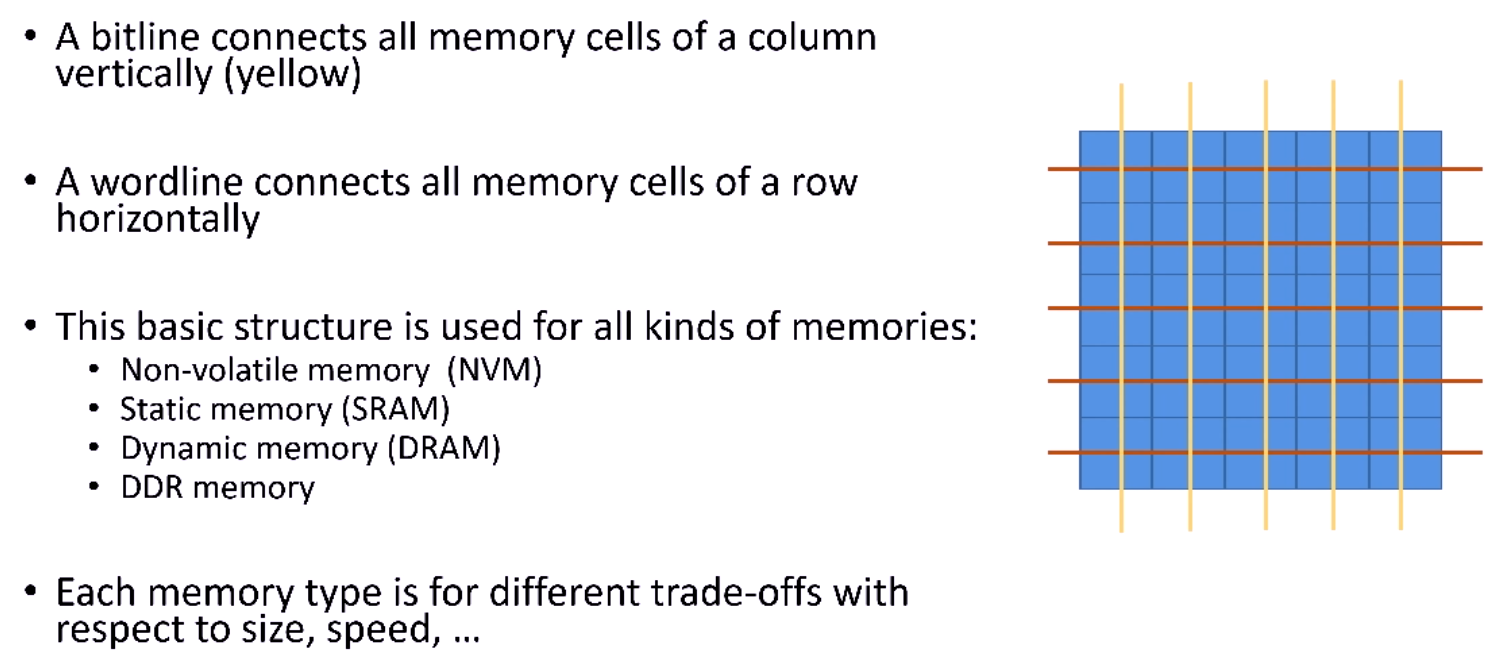 • A bitline connects all memory cells of a column
vertically (yellow)
• A wordline connects all memory cells of a row
horizontally
• This basic structure is used for all kinds of memories:
• Non-volatile memory (NVM)
• Static memory (SRAM)
• Dynamic memory (DRAM)
• DDR memory
• Each memory type is for different trade-offs with
respect to size, speed, ...